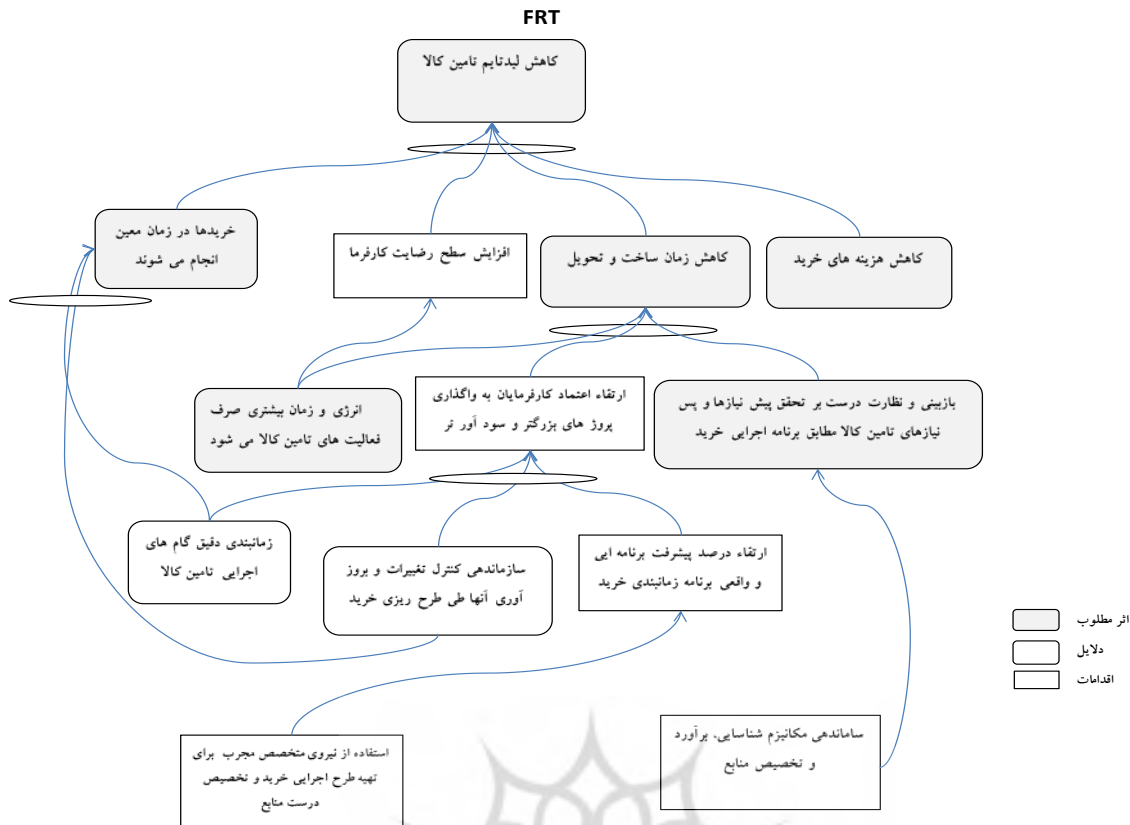 FRT
کاهش لیدتایم تامین کالا
خریدها در زمان معین
انجام می شوند
افزایش سطح رضایت کارفرما
کاهش زمان ساخت و تحویل
کاهش هزینه های خرید
انرژی و زمان بیشتری صرف
فعالیت های تامین کالا می شود
ارتقاء اعتماد کارفرمایان به واگذاری
پروژ های بزرگتر و سود آور تر
بازبینی و نظارت درست بر تحقق پیش نیازها و پس
نیازهای تامین کالا مطابق برنامه اجرایی خرید
زمانبندی دقیق گام های
اجرایی تامین کالا
سازماندهی کنترل تغییرات و بروز
آوری آنها طی طرح ریزی خرید
ارتقاء درصد پیشرفت برنامه ایی
و واقعی برنامه زمانبندی خرید
اثر مطلوب
دلایل
اقدامات
استفاده از نیروی متخصص مجرب برای
تهیه طرح اجرایی خرید و تخصیص
درست منابع
ساماندهی مکانیزم شناسایی، برآورد
و تخصیص منابع